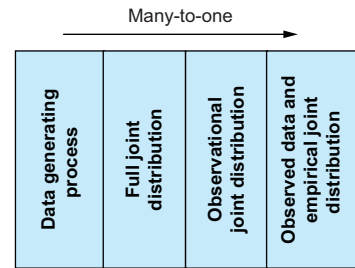 Many-to-one
Data generating
process
Full joint
distribution
Observational
joint distribution
Observed data and
empirical joint
distribution